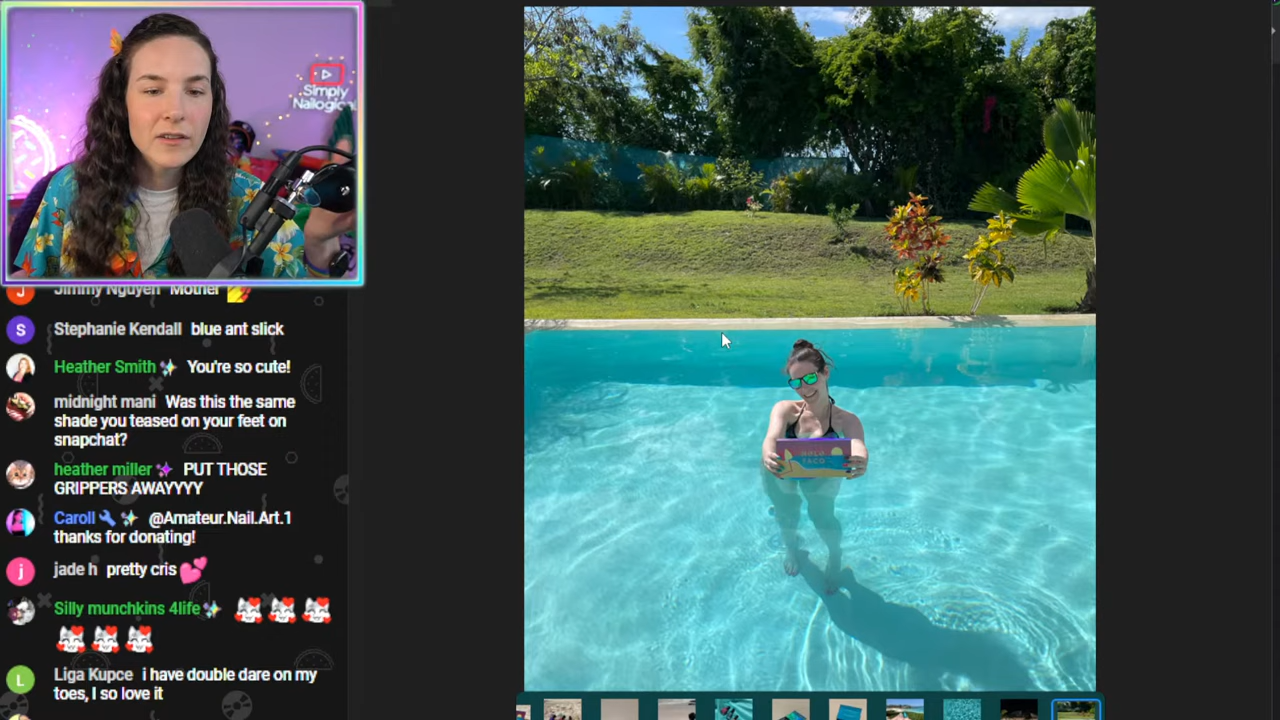 Simply
Nailogical
Jimmy Nguyen Mother
Stephanie Kendall blue ant slick
Heather Smith You're so cute!
midnight mani Was this the same
shade you teased on your feet on
snapchat?
heather miller PUT THOSE
GRIPPERS AWAYYYY
Caroll @Amateur.Nail.Art.1
thanks for donating!
jade h pretty cris
Silly munchkins 4life
Liga Kupce i have double dare on my
toes, I so love it
HOLO
TACO
J
S
j
L